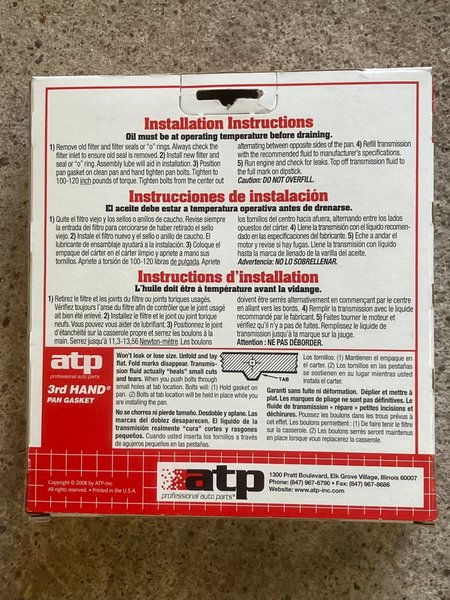 Installation Instructions
Oil must be at operating temperature before draining.
1) Remove old filter and filter seals or "o" rings. Always check the
filter inlet to ensure old seal is removed. 2) Install new filter and
seal or "o" ring. Assembly lube will aid in installation. 3) Position
pan gasket on clean pan and hand tighten pan bolts. Tighten to
100-120 inch pounds of torque. Tighten bolts from the center out
alternating between opposite sides of the pan. 4) Refill transmission
with the recommended fluid to manufacturer's specifications.
5) Run engine and check for leaks. Top off transmission fluid to
the full mark on dipstick.
Caution: DO NOT OVERFILL.
Instrucciones de instalación
aceite debe estar a temperatura operativa antes de drenarse.
1) Quite el filtro viejo y los sellos o anillos de caucho. Revise siempre
la entrada del filtro para cerciorarse de haber retirado el sello
viejo. 2) Instale el filtro nuevo y el sello o anillo de caucho. El
lubricante de ensamblaje ayudará a la instalación. 3) Coloque el
empaque del cárter en el cárter limpio y apriete a mano sus
tornillos. Apriete a torsión de 100-120 libras de pulgada. Apriete
los tornillos del centro hacia afuera, alternando entre los lados
opuestos del cárter. 4) Llene la transmisión con el líquido recomen-
dado en las especificaciones del fabricante. 5) Eche a andar el
motor y revise si hay fugas. Llene la transmisión con líquido
hasta la marca de llenado de la varilla del aceite.
Advertencia: NO LO SOBRELLENAR.
Instructions d'installation
L'huile doit être à température avant la vidange.
1) Retirez le filtre et les joints du filtre ou joints toriques usagés.
Vérifiez toujours l'orifice du filtre afin de contrôler que le joint usagé
ait bien été enlevé. 2) Installez le filtre et le joint ou joint torique
neufs. Vous pouvez vous aider de lubrifiant. 3) Positionnez le joint
d'étanchéité sur la casserole propre et serrez les boulons à la
main. Serrez jusqu'à 11,3-13,56 Newton-mètre. Les boulons
doivent être serrés alternativement en commençant par le centre
en allant vers les bords. 4) Remplir la transmission avec le liquide
recommandé par le fabricant. 5) Faites tourner le moteur et
vérifiez qu'il n'y a pas de fuites. Remplissez le liquide de
transmission jusqu'à la marque sur la jauge.
Attention : NE PAS DÉBORDER.
atp
professional auto parts
3rd HAND®
PAN GASKET
Won't leak or lose size. Unfold and lay
flat. Fold marks disappear. Transmis-
sion fluid actually "heals" small cuts
and tears. When you push bolts through
small holes at tab location. Bolts will: (1) Hold gasket on
pan. (2) Bolts at tab location will be held in place while you
are installing the pan.
TAB
No se chorrea ni pierde tamaño. Desdoble y aplane. Las
marcas del doblez desaparecen. El líquido de la
transmisión realmente "cura" cortes y rasgones
pequeños. Cuando usted inserta los tornillos a través
de agujeros pequeños en las pestañas.
Los tornillos: (1) Mantienen el empaque en
el carter. (2) Los tornillos en las pestañas
se sostienen en su lugar mientras usted
instala el carter.
Garanti sans fuite ni déformation. Déplier et mettre à
plat. Les marques de pliage ne sont pas définitives. Le
fluide de transmission « répare » petites incisions et
déchirures. Poussez les boulons dans les trous prévus à
cet effet. Les boulons permettent : (1) De faire tenir le filtre
sur la casserole. (2) Les boulons serrés seront maintenus
en place lorsque vous replacerez la casserole.
Copyright © 2008 by ATP-Inc.
All rights reserved. • Printed in the U.S.A.
atp
professional auto parts®
1300 Pratt Boulevard, Elk Grove Village, Illinois 60007
Phone: (847) 967-6790 • Fax: (847) 967-8686
Website: www.atp-inc.com